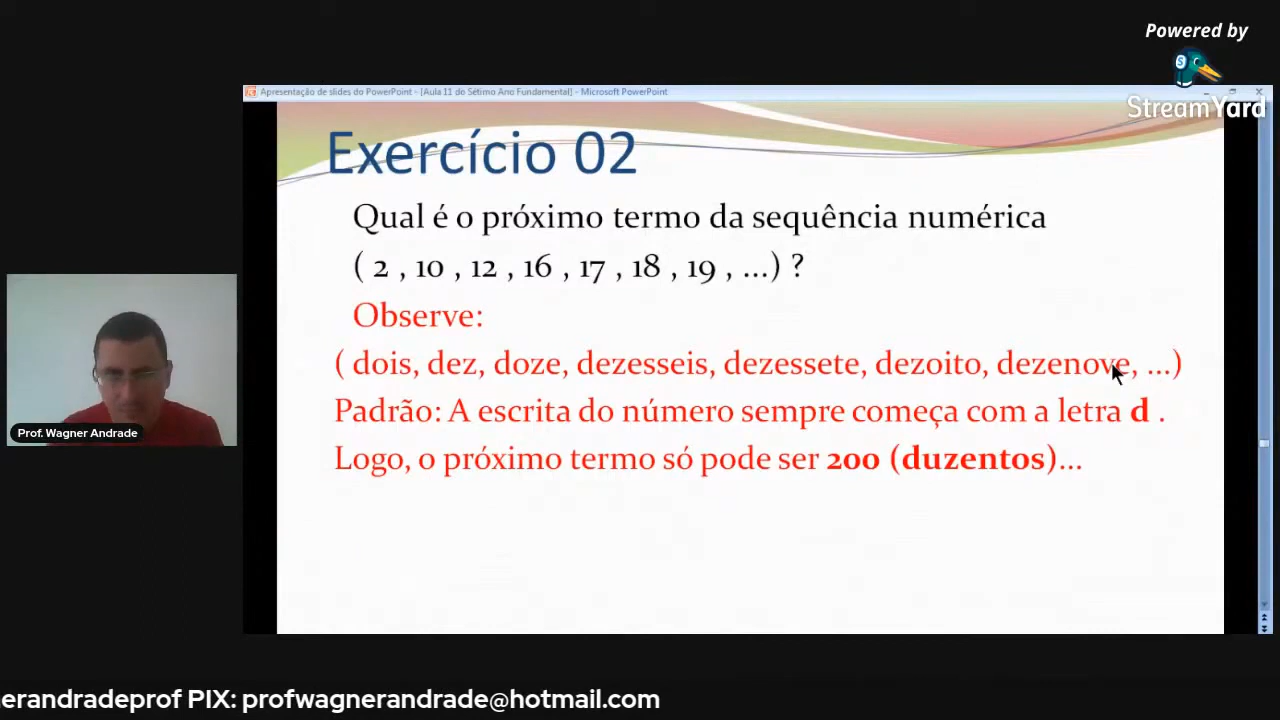 Powered by
StreamYard
Apresentação de slides do PowerPoint - [Aula 11 do Sétimo Ano Fundamental] - Microsoft PowerPoint
Exercício 02
Qual é o próximo termo da sequência numérica
( 2 , 10 , 12 , 16 , 17 , 18 , 19 , ...) ?
Observe:
( dois, dez, doze, dezesseis, dezessete, dezoito, dezenove, ...)
Padrão: A escrita do número sempre começa com a letra d .
Logo, o próximo termo só pode ser 200 (duzentos)...
Prof. Wagner Andrade
nerandradeprof PIX: profwagnerandrade@hotmail.com